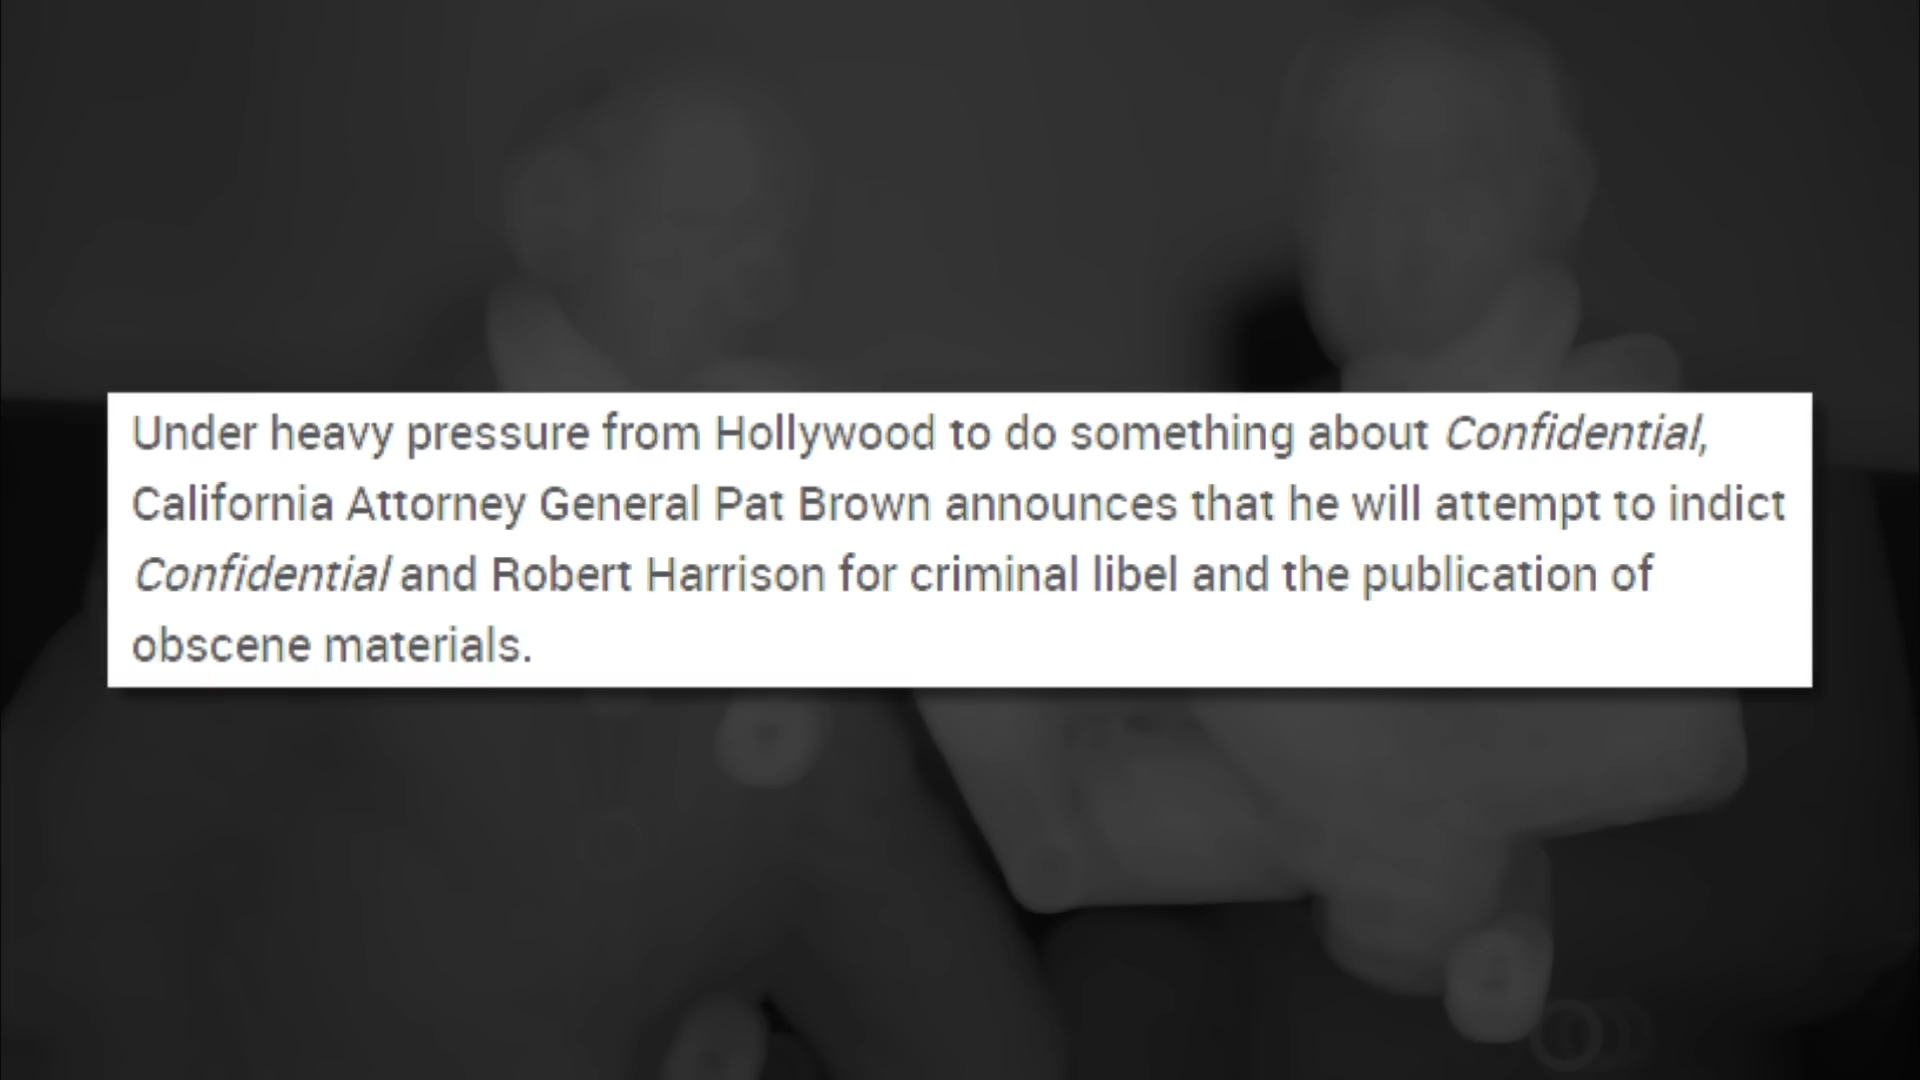 Under heavy pressure from Hollywood to do something about Confidential,
California Attorney General Pat Brown announces that he will attempt to indict
Confidential and Robert Harrison for criminal libel and the publication of
obscene materials.